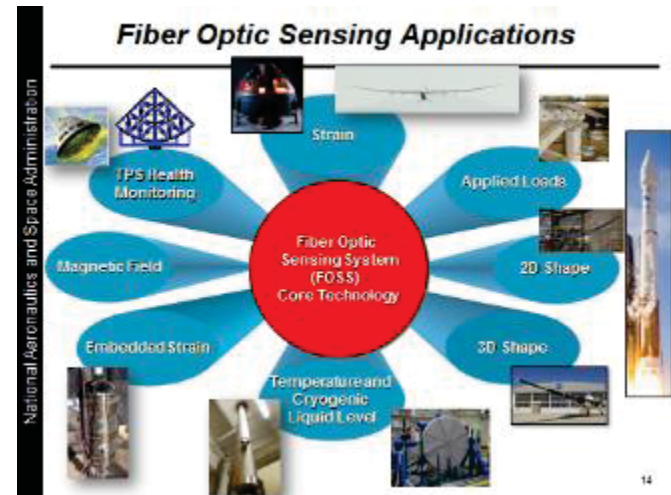 Fiber Optic Sensing Applications
National Aeronautics and Space Administration
Strain
TPS Health
Monitoring
Applied Loads
Fiber Optic
Sensing System
(FOSS)
Core Technology
Magnetic Field
2D Shape
Embedded Strain
3D Shape
Temperature and
Cryogenic
Liquid Level
14